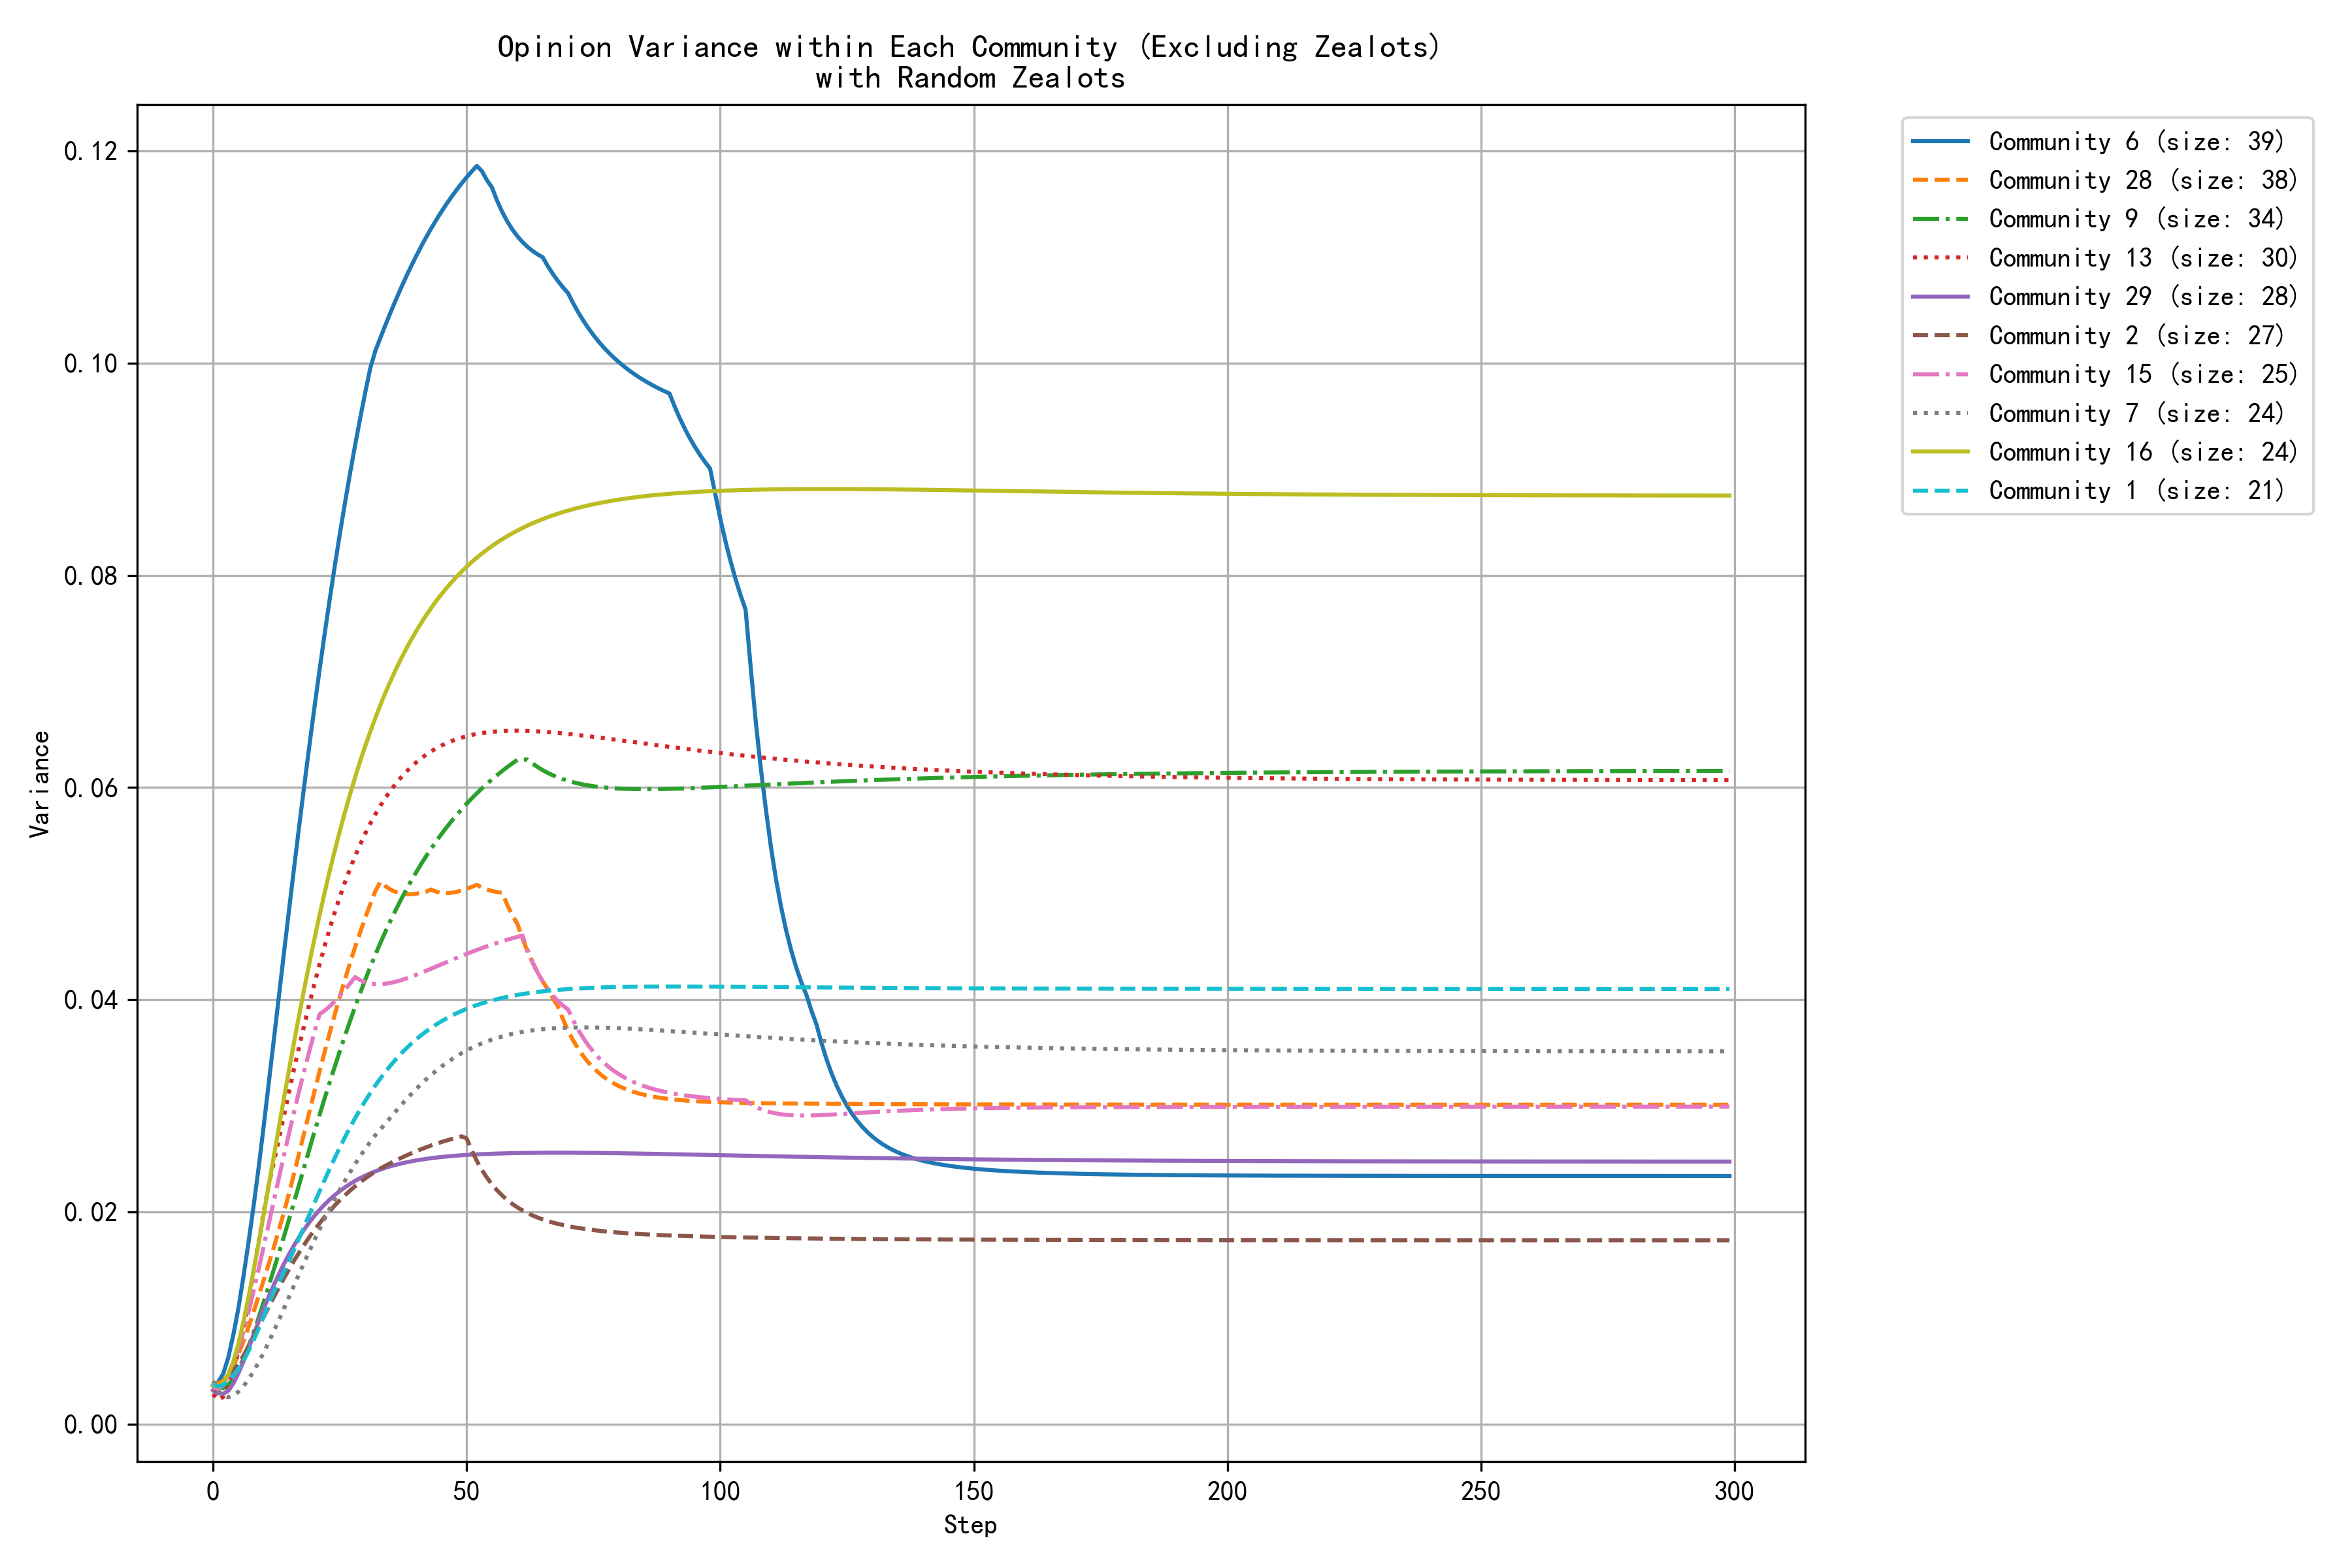 Opinion Variance within Each Community (Excluding Zealots)
with Random Zealots
0.12
0.10
0.08
0.06
0.04
0.02
0.00
Variance
0
50
100
150
200
250
300
Step
Community 6 (size: 39)
Community 28 (size: 38)
Community 9 (size: 34)
Community 13 (size: 30)
Community 29 (size: 28)
Community 2 (size: 27)
Community 15 (size: 25)
Community 7 (size: 24)
Community 16 (size: 24)
Community 1 (size: 21)